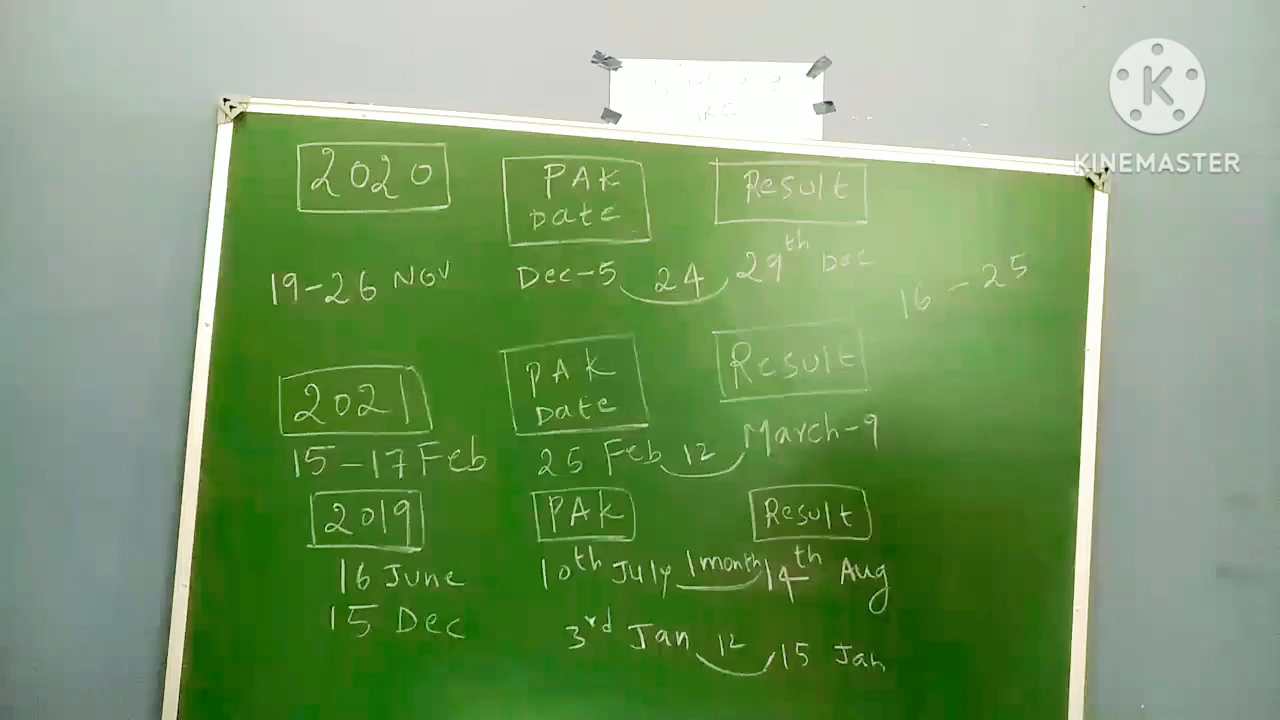 K
KINEMASTER
2020 PAK Date Result
19-26 NOV Dec-5 24 29th Dec
16-25
2021 PAK Date Result
15-17 Feb 25 Feb 12 March-9
2019 PAK Result
16 June 10th July 1 month 14th Aug
15 Dec 3rd Jan 12 15 Jan